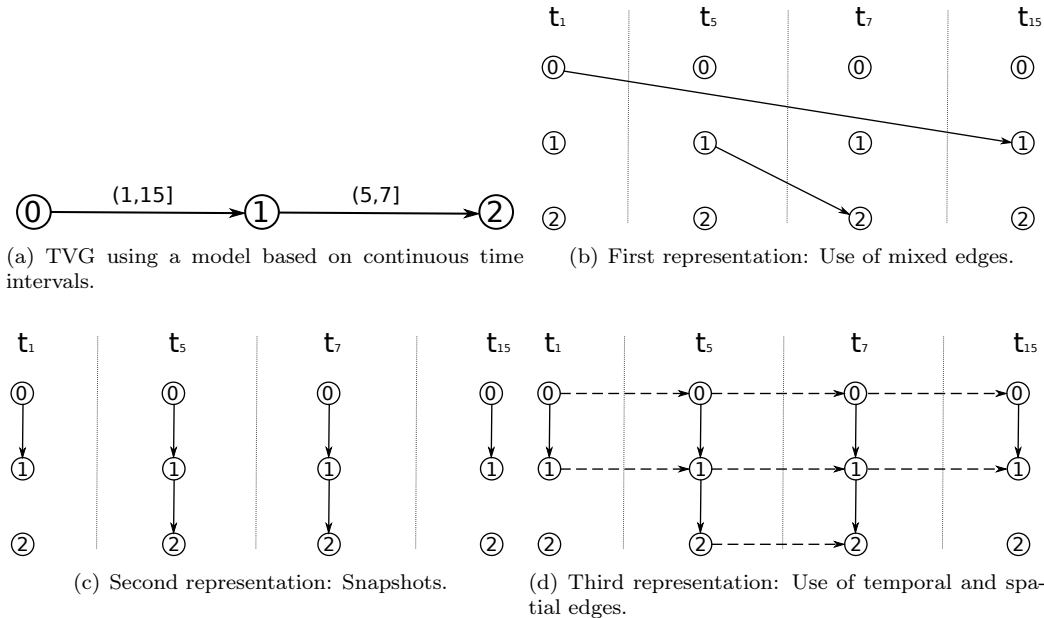 0 (1,15] 1 (5,7] 2
(a) TVG using a model based on continuous time
intervals.
t₁ t₅ t₇ t₁₅
0 0 0 0
1 1 1 1
2 2 2 2
(b) First representation: Use of mixed edges.
t₁ t₅ t₇ t₁₅
0 0 0 0
1 1 1 1
2 2 2 2
(c) Second representation: Snapshots.
t₁ t₅ t₇ t₁₅
0 0 0 0
1 1 1 1
2 2 2 2
(d) Third representation: Use of temporal and spa-
tial edges.